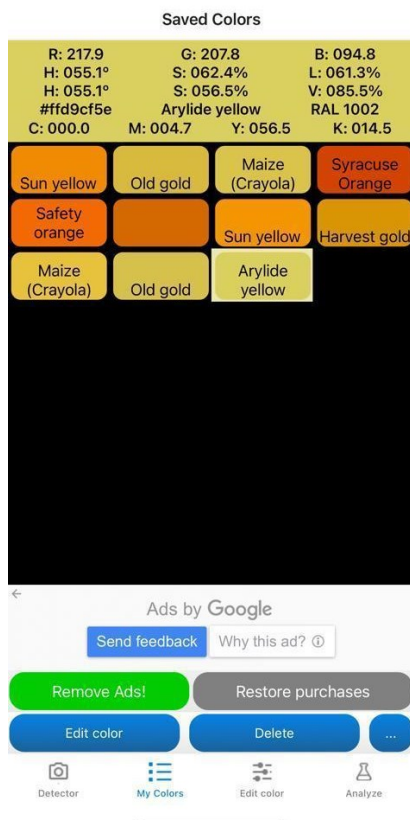 Saved Colors
R: 217.9 G: 207.8 B: 094.8
H: 055.1º S: 062.4% L: 061.3%
H: 055.1º S: 056.5% V: 085.5%
#ffd9cf5e Arylide yellow RAL 1002
C: 000.0 M: 004.7 Y: 056.5 K: 014.5
Sun yellow
Old gold
Maize
(Crayola)
Syracuse
Orange
Safety
orange
Sun yellow
Harvest gold
Maize
(Crayola)
Old gold
Arylide
yellow
Ads by Google
Send feedback Why this ad?
Remove Ads! Restore purchases
Edit color Delete ...
Detector My Colors Edit color Analyze